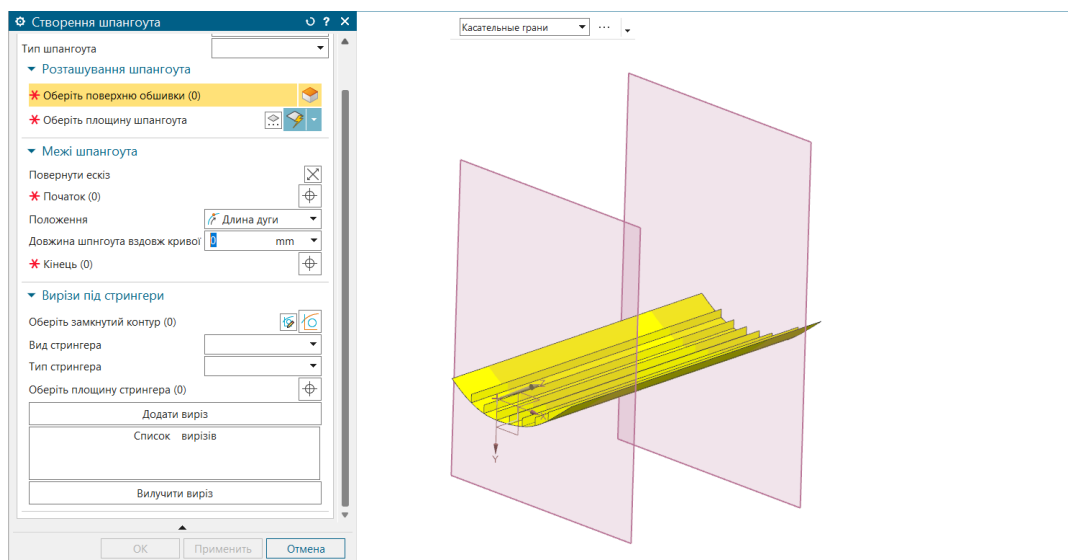 Створення шпангоута
Тип шпангоута
Розташування шпангоута
* Оберіть поверхню обшивки (0)
* Оберіть площину шпангоута
Межі шпангоута
Повернути ескіз
* Початок (0)
Положення Длина дуги
Довжина шпнгоута вздовж кривої 0 mm
* Кінець (0)
Вирізи під стрингери
Оберіть замкнутий контур (0)
Вид стрингера
Тип стрингера
Оберіть площину стрингера (0)
Додати виріз
Список вирізів
Вилучити виріз
ОК Применить Отмена
Касательные грани
Z
X
Y